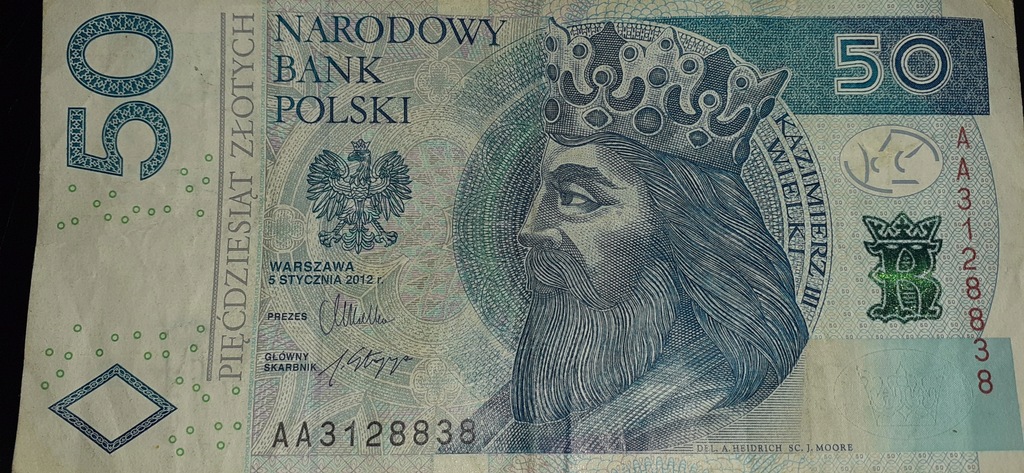 50
PIĘĆDZIESIĄT ZŁOTYCH
NARODOWY
BANK
POLSKI
WARSZAWA
5 STYCZNIA 2012 r.
PREZES
GŁÓWNY
SKARBNIK
AA3128838
KAZIMIERZ III
WIELKI
50
AA3128838
DEL. A. HEIDRICH SC. J. MOORE